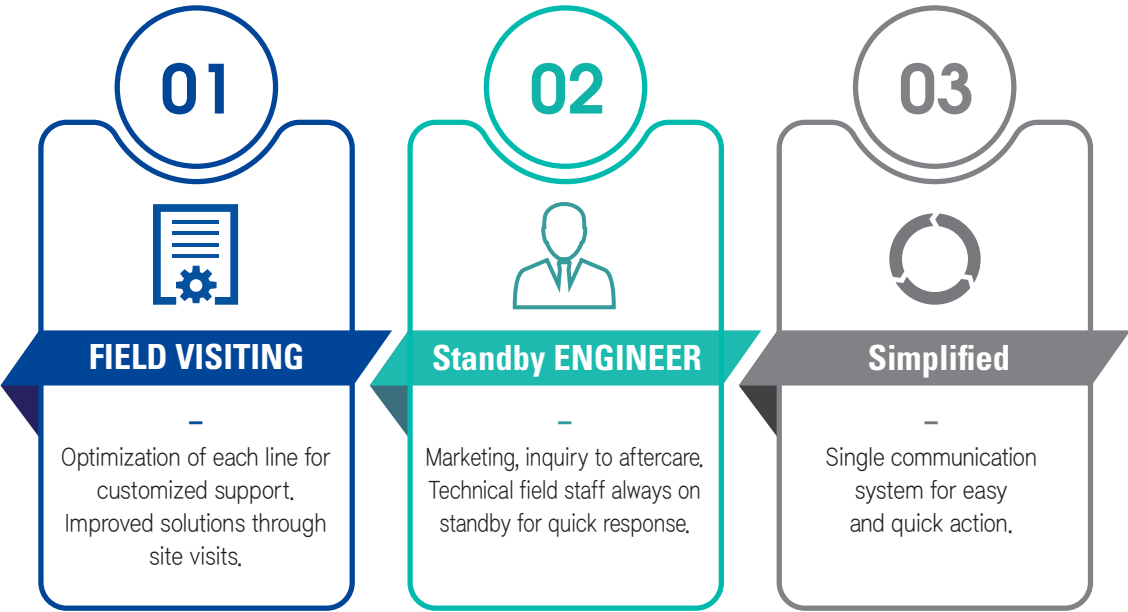 01
FIELD VISITING
–
Optimization of each line for
customized support.
Improved solutions through
site visits.
02
Standby ENGINEER
–
Marketing, inquiry to aftercare.
Technical field staff always on
standby for quick response.
03
Simplified
–
Single communication
system for easy
and quick action.